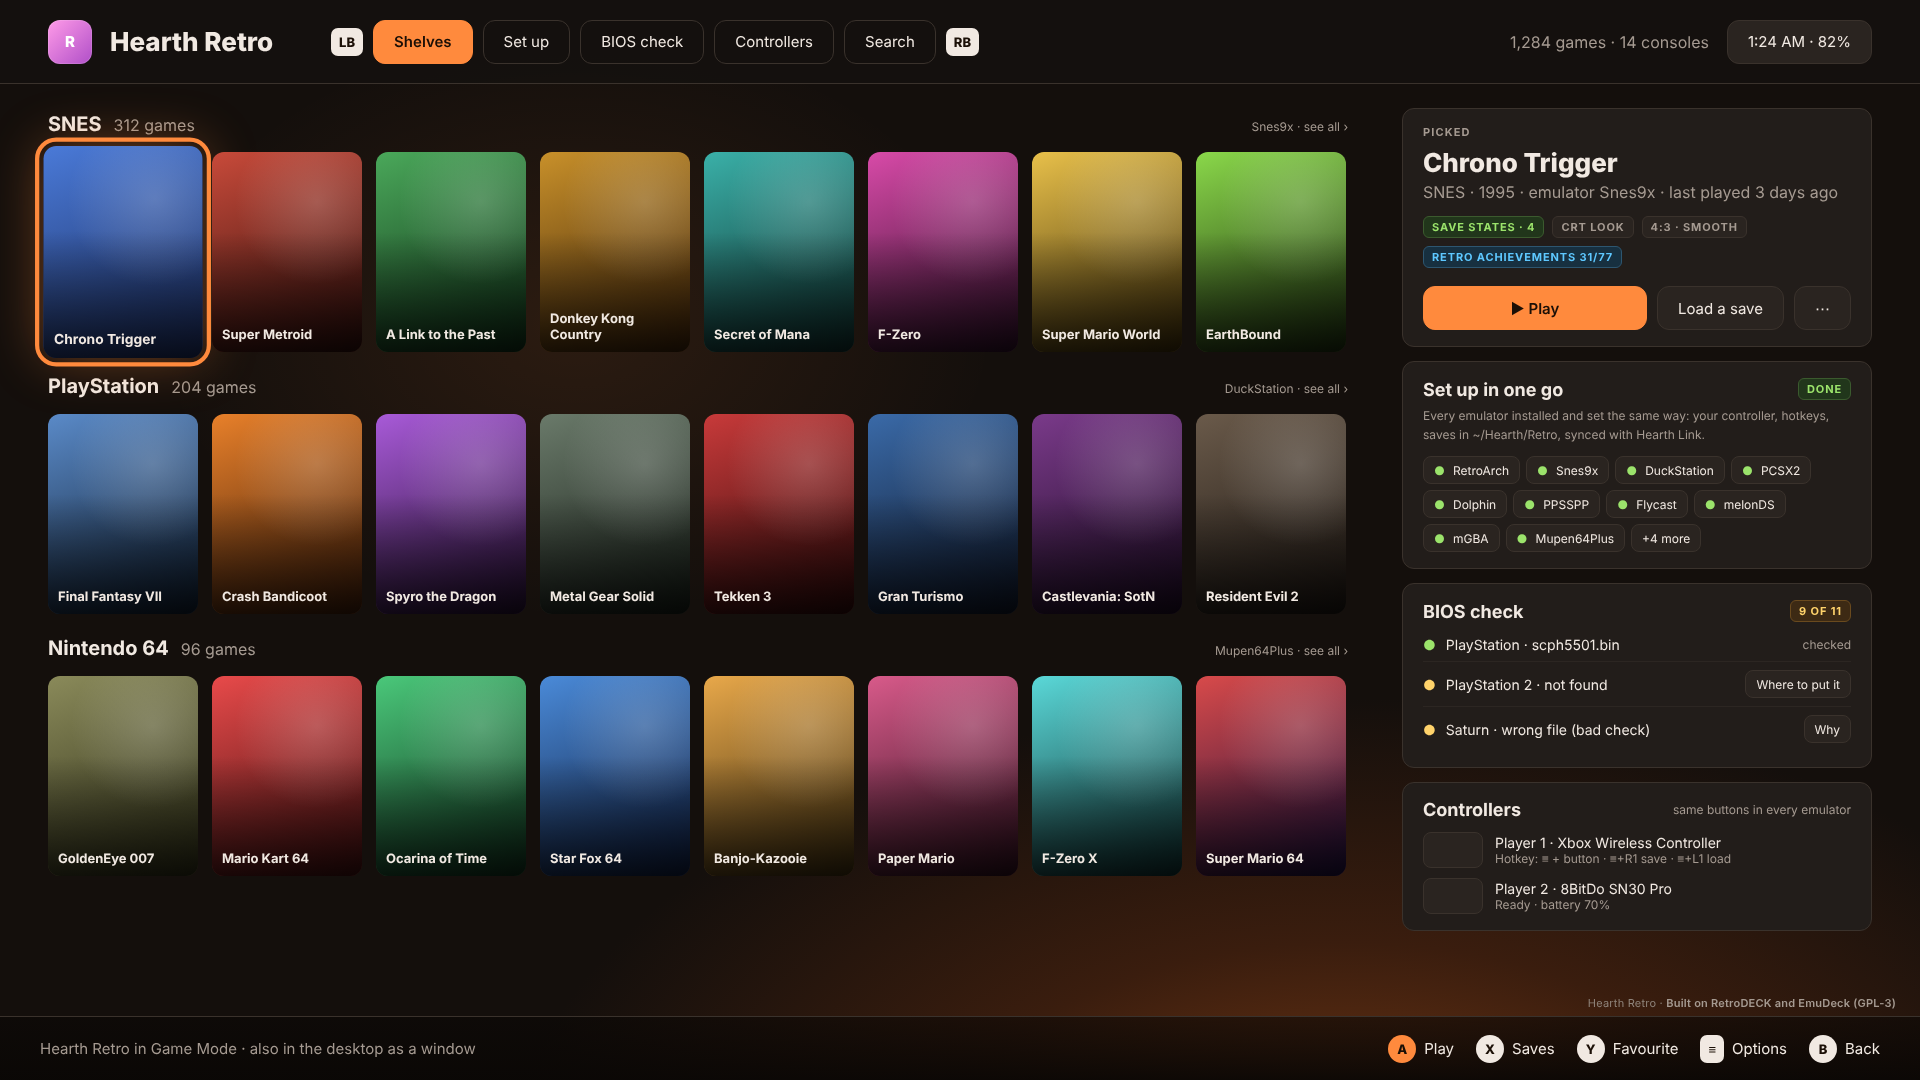 R
Hearth Retro
LB
Shelves
Set up
BIOS check
Controllers
Search
RB
1,284 games · 14 consoles
1:24 AM · 82%
SNES 312 games
Snes9x · see all ›
Chrono Trigger
Super Metroid
A Link to the Past
Donkey Kong
Country
Secret of Mana
F-Zero
Super Mario World
EarthBound
PlayStation 204 games
DuckStation · see all ›
Final Fantasy VII
Crash Bandicoot
Spyro the Dragon
Metal Gear Solid
Tekken 3
Gran Turismo
Castlevania: SotN
Resident Evil 2
Nintendo 64 96 games
Mupen64Plus · see all ›
GoldenEye 007
Mario Kart 64
Ocarina of Time
Star Fox 64
Banjo-Kazooie
Paper Mario
F-Zero X
Super Mario 64
PICKED
Chrono Trigger
SNES · 1995 · emulator Snes9x · last played 3 days ago
SAVE STATES · 4
CRT LOOK
4:3 · SMOOTH
RETRO ACHIEVEMENTS 31/77
▶ Play
Load a save
⋯
Set up in one go
DONE
Every emulator installed and set the same way: your controller, hotkeys,
saves in ~/Hearth/Retro, synced with Hearth Link.
RetroArch
Snes9x
DuckStation
PCSX2
Dolphin
PPSSPP
Flycast
melonDS
mGBA
Mupen64Plus
+4 more
BIOS check
9 OF 11
PlayStation · scph5501.bin
checked
PlayStation 2 · not found
Where to put it
Saturn · wrong file (bad check)
Why
Controllers
same buttons in every emulator
Player 1 · Xbox Wireless Controller
Hotkey: ≡ + button · ≡+R1 save · ≡+L1 load
Player 2 · 8BitDo SN30 Pro
Ready · battery 70%
Hearth Retro · Built on RetroDECK and EmuDeck (GPL-3)
Hearth Retro in Game Mode · also in the desktop as a window
A Play
X Saves
Y Favourite
≡ Options
B Back